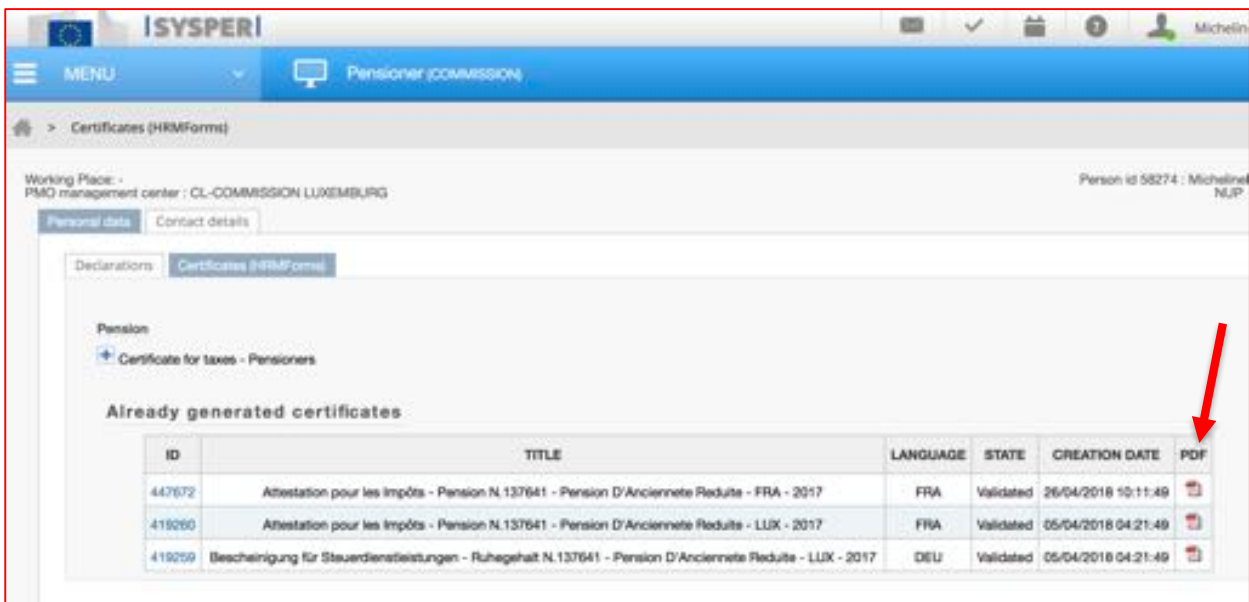 SYSPER
Michelin
MENU
Pensioner (COMMISSION)
> Certificates (HRMForms)
Working Place: -
PMO management center : CL-COMMISSION LUXEMBURG
Person id 58274 : Micheline
NUP
Personal data Contact details
Declarations Certificates (HRMForms)
Pension
Certificate for taxes - Pensioners
Already generated certificates
ID TITLE LANGUAGE STATE CREATION DATE PDF
447672 Attestation pour les Impôts - Pension N.137641 - Pension D'Anciennete Reduite - FRA - 2017 FRA Validated 26/04/2018 10:11:49
419260 Attestation pour les Impôts - Pension N.137641 - Pension D'Anciennete Reduite - LUX - 2017 FRA Validated 05/04/2018 04:21:49
419259 Bescheinigung für Steuerdienstleistungen - Ruhegehalt N.137641 - Pension D'Anciennete Reduite - LUX - 2017 DEU Validated 05/04/2018 04:21:49